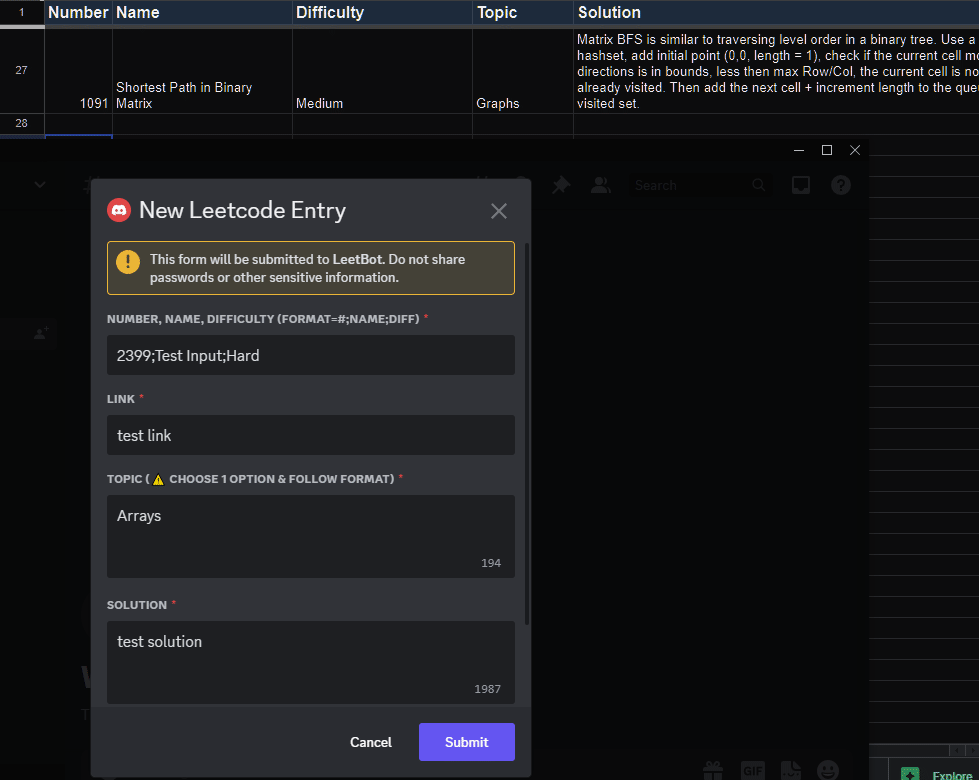 1 Number Name Difficulty Topic Solution
Matrix BFS is similar to traversing level order in a binary tree. Use a
hashset, add initial point (0,0, length = 1), check if the current cell
directions is in bounds, less then max Row/Col, the current cell is
already visited. Then add the next cell + increment length to the
visited set.
27
Shortest Path in Binary
1091 Matrix Medium Graphs
28
Search
New Leetcode Entry
This form will be submitted to LeetBot. Do not share
passwords or other sensitive information.
NUMBER, NAME, DIFFICULTY (FORMAT=#;NAME;DIFF) *
2399;Test Input;Hard
LINK *
test link
TOPIC (⚠ CHOOSE 1 OPTION & FOLLOW FORMAT) *
Arrays
194
SOLUTION *
test solution
1987
Cancel Submit
GIF
Explore